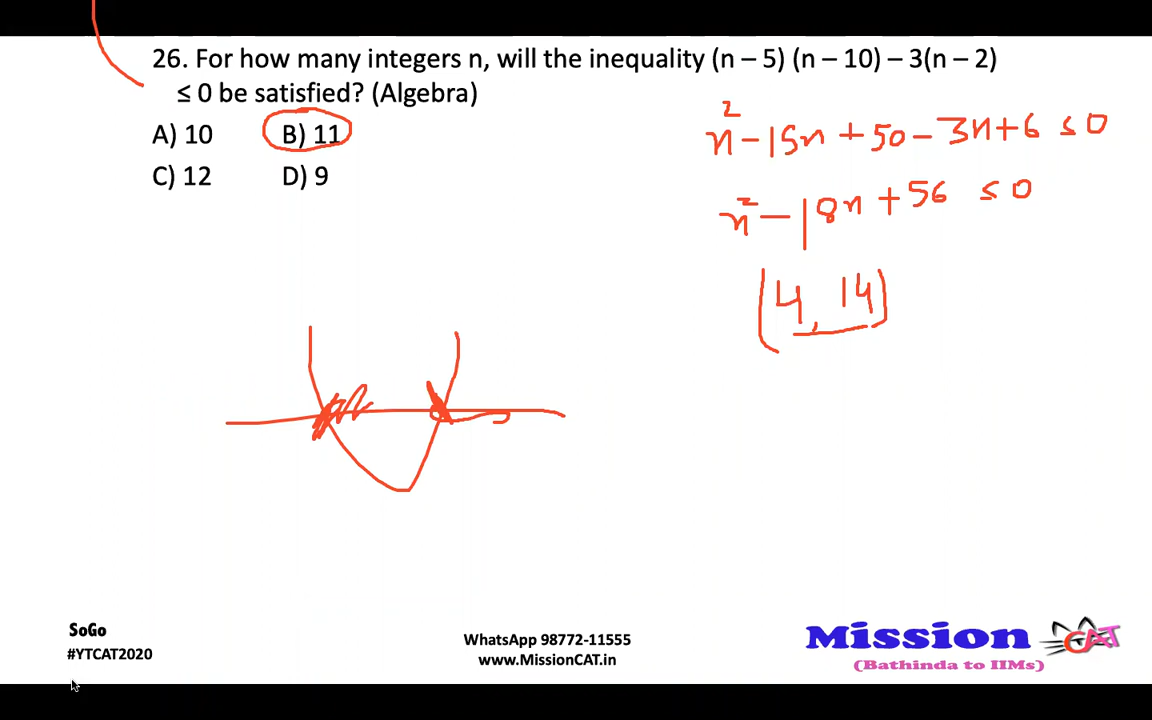 26. For how many integers n, will the inequality (n – 5) (n – 10) – 3(n – 2)
≤ 0 be satisfied? (Algebra)
A) 10 B) 11
C) 12 D) 9
n² – 15n + 50 – 3n + 6 ≤ 0
n² – 18n + 56 ≤ 0
(4, 14)
SoGo
#YTCAT2020
WhatsApp 98772-11555
www.MissionCAT.in
Mission CAT
(Bathinda to IIMs)